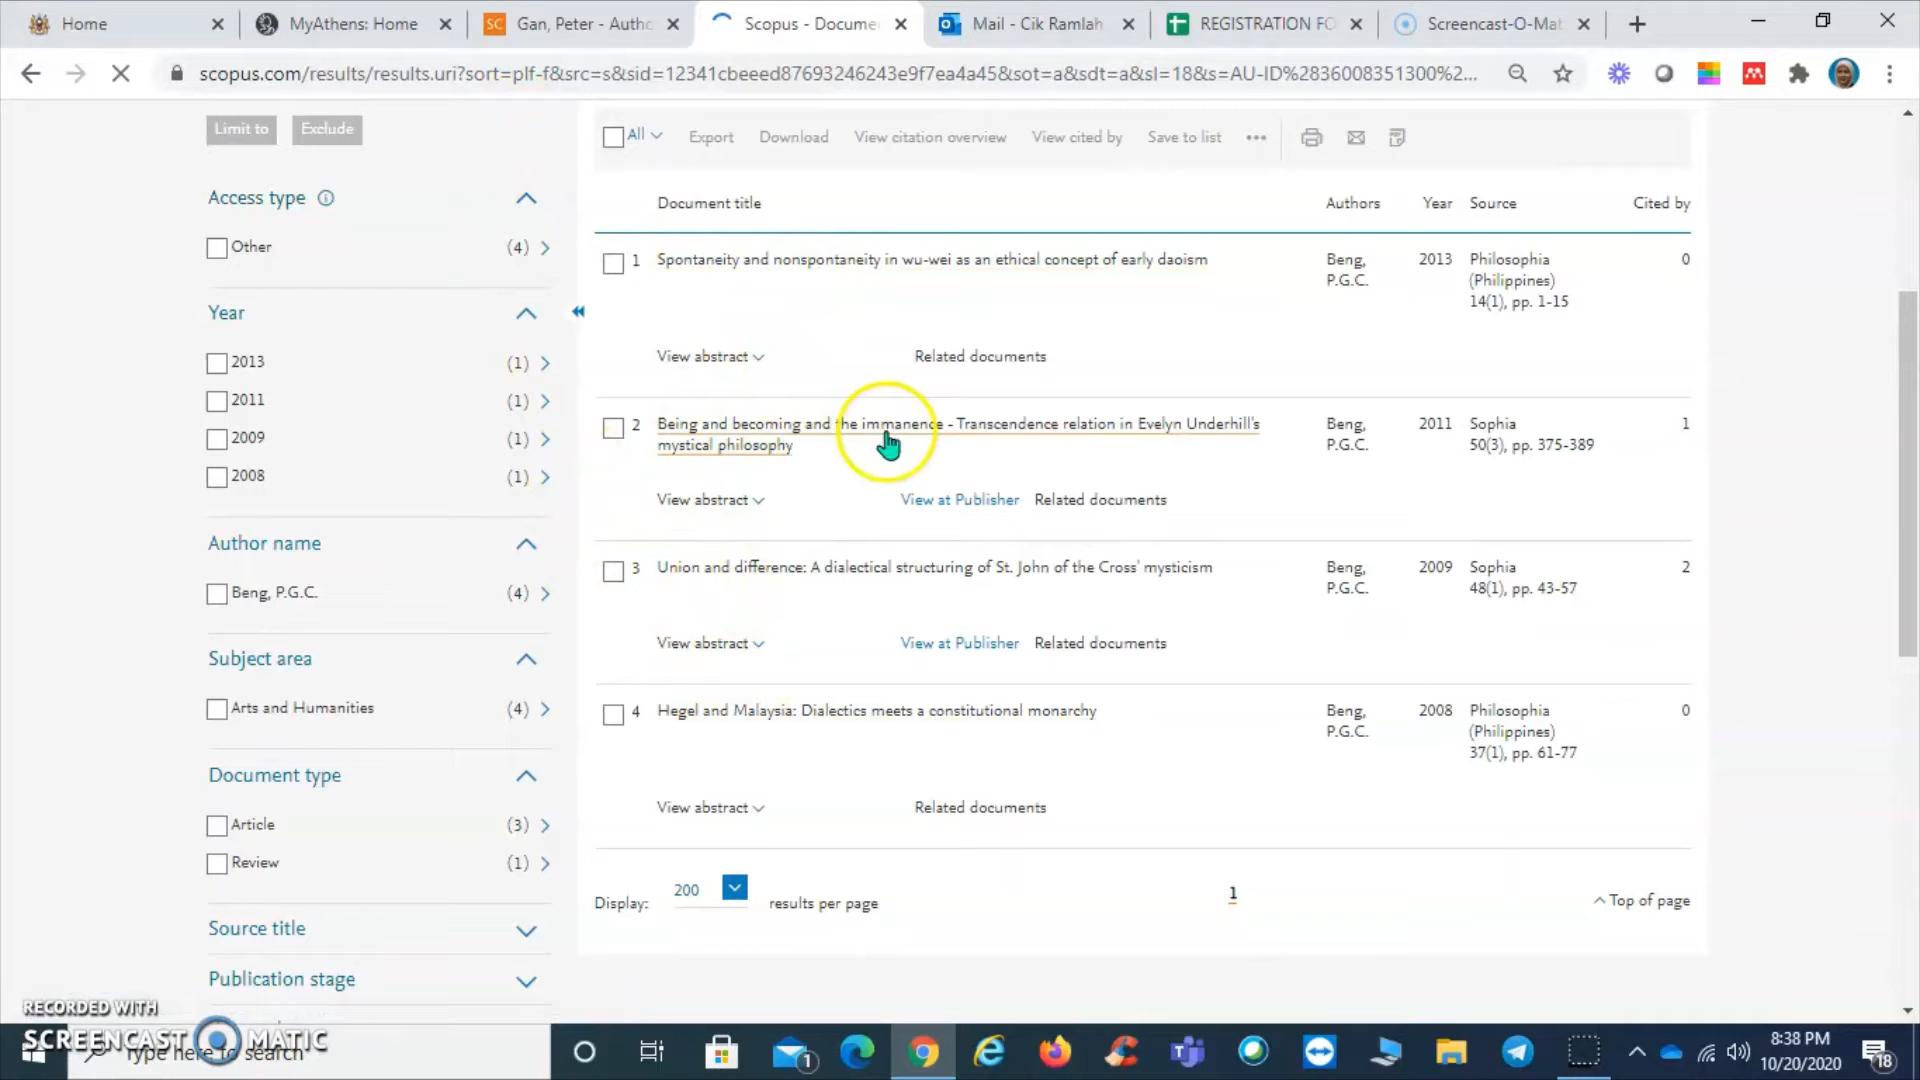 Home
MyAthens: Home
SC Gan, Peter - Autho
Scopus - Docume
Mail - Cik Ramlah
REGISTRATION FO
Screencast-O-Mat
scopus.com/results/results.uri?sort=plf-f&src=s&sid=12341cbeeed87693246243e9f7ea4a45&sot=a&sdt=a&sl=18&s=AU-ID%2836008351300%2...
Limit to Exclude
All Export Download View citation overview View cited by Save to list
Access type
Other (4)
Year
2013 (1)
2011 (1)
2009 (1)
2008 (1)
Author name
Beng, P.G.C. (4)
Subject area
Arts and Humanities (4)
Document type
Article (3)
Review (1)
Source title
Publication stage
Document title Authors Year Source Cited by
1 Spontaneity and nonspontaneity in wu-wei as an ethical concept of early daoism Beng, 2013 Philosophia 0
P.G.C. (Philippines)
14(1), pp. 1-15
View abstract Related documents
2 Being and becoming and the immanence - Transcendence relation in Evelyn Underhill's Beng, 2011 Sophia 1
mystical philosophy P.G.C. 50(3), pp. 375-389
View abstract View at Publisher Related documents
3 Union and difference: A dialectical structuring of St. John of the Cross' mysticism Beng, 2009 Sophia 2
P.G.C. 48(1), pp. 43-57
View abstract View at Publisher Related documents
4 Hegel and Malaysia: Dialectics meets a constitutional monarchy Beng, 2008 Philosophia 0
P.G.C. (Philippines)
37(1), pp. 61-77
View abstract Related documents
Display: 200 results per page 1 Top of page
RECORDED WITH
SCREENCAST MATIC
Type here to search
1
8:38 PM
10/20/2020
18